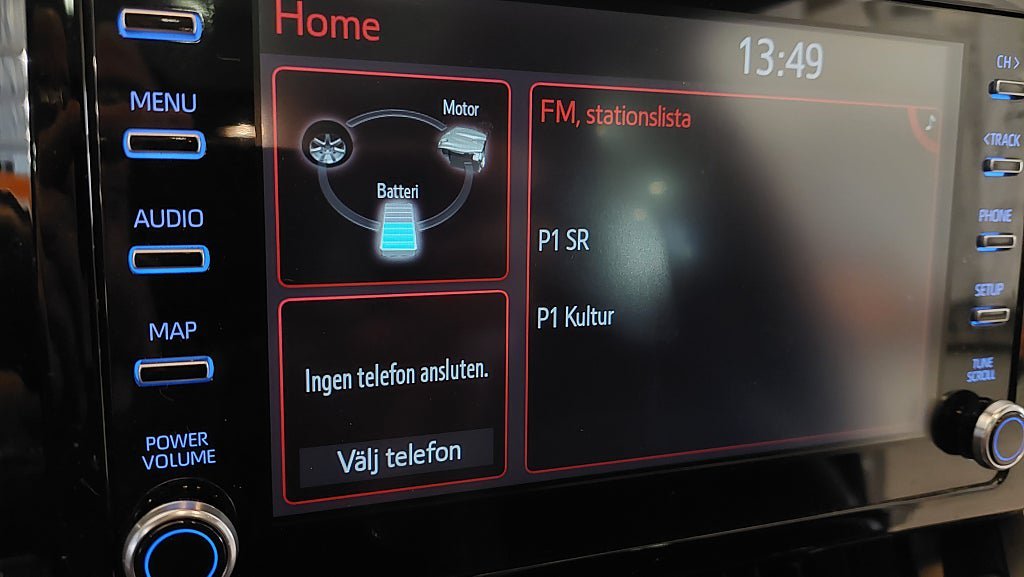 Home
13:49
MENU
AUDIO
MAP
POWER
VOLUME
Motor
Batteri
Ingen telefon ansluten.
Välj telefon
FM, stationslista
P1 SR
P1 Kultur
CH >
<TRACK
PHONE
SETUP
TUNE
SCROLL